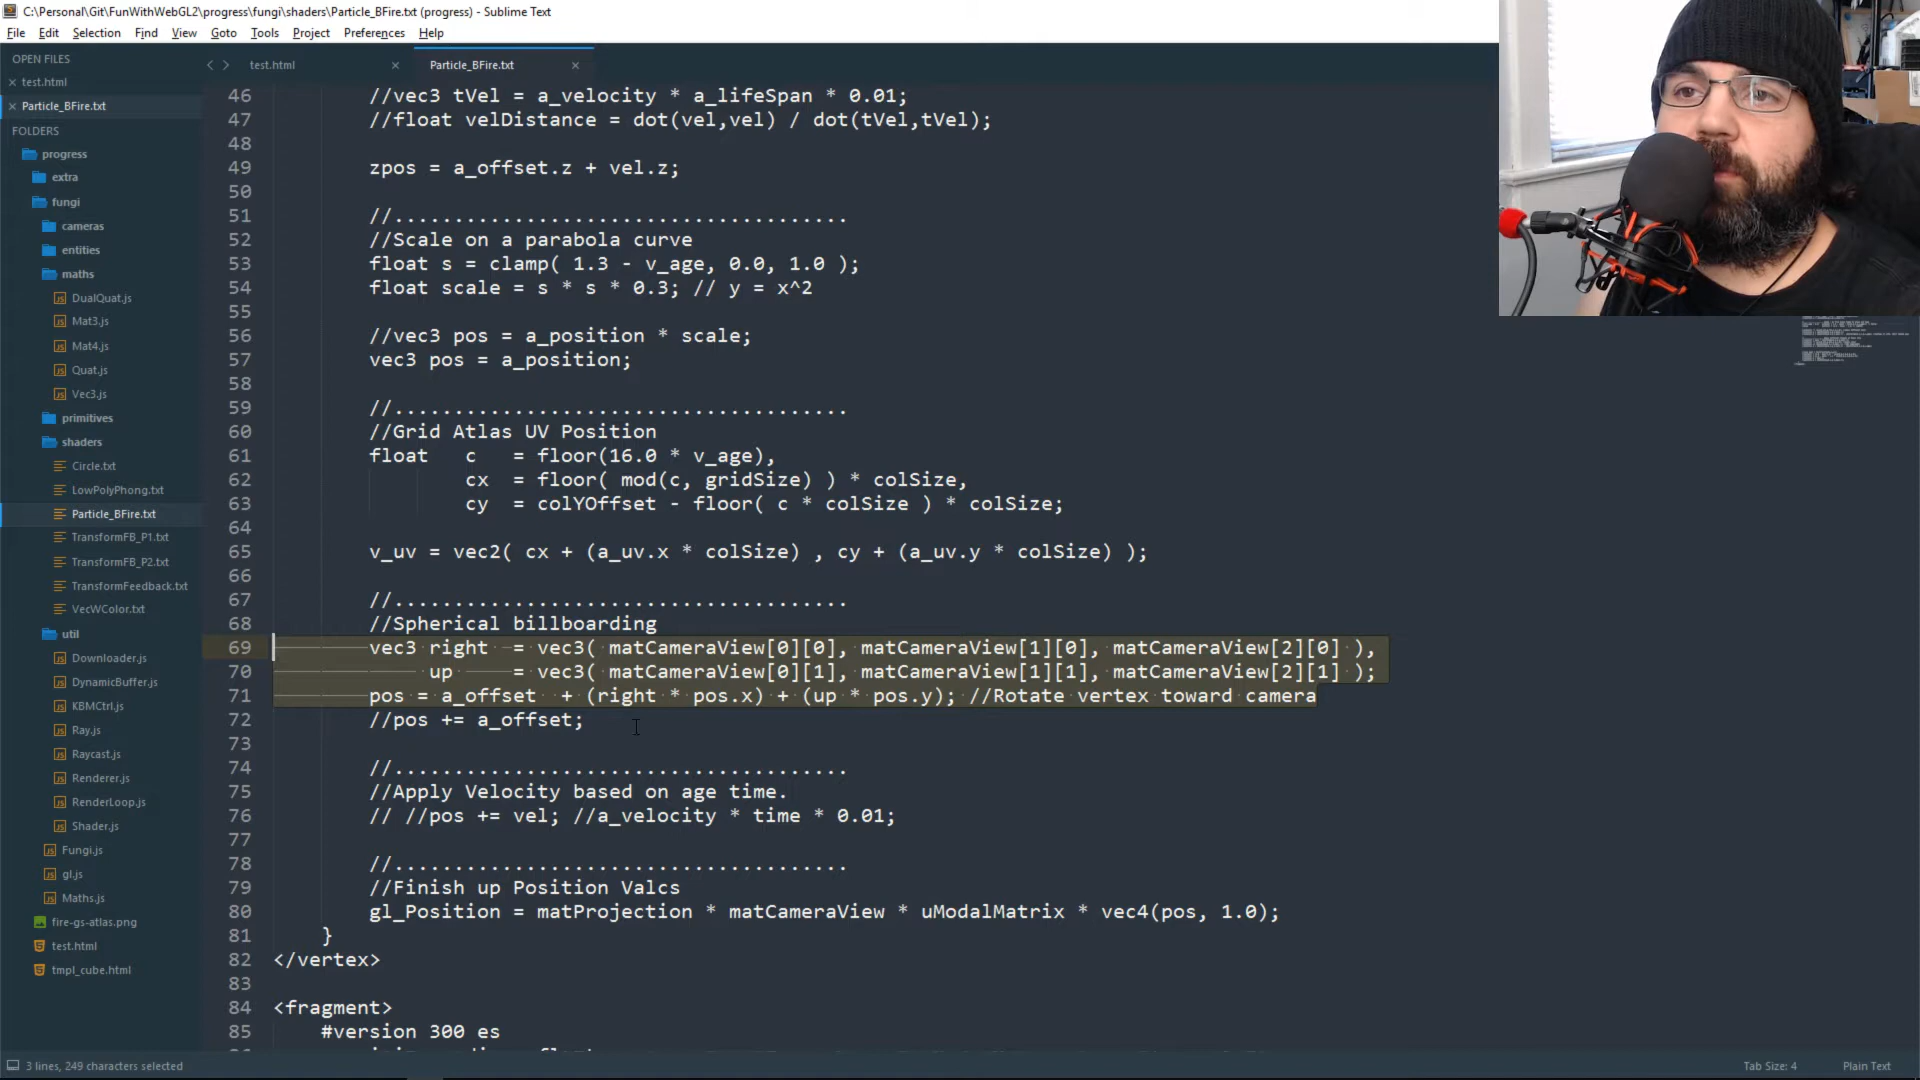 C:\Personal\Git\FunWithWebGL2\progress\fungi\shaders\Particle_BFire.txt (progress) - Sublime Text
File Edit Selection Find View Goto Tools Project Preferences Help
OPEN FILES
test.html
Particle_BFire.txt
FOLDERS
progress
extra
fungi
cameras
entities
maths
DualQuat.js
Mat3.js
Mat4.js
Quat.js
Vec3.js
primitives
shaders
Circle.txt
LowPolyPhong.txt
Particle_BFire.txt
TransformFB_P1.txt
TransformFB_P2.txt
TransformFeedback.txt
VecWColor.txt
util
Downloader.js
DynamicBuffer.js
KBMCtrl.js
Ray.js
Raycast.js
Renderer.js
RenderLoop.js
Shader.js
Fungi.js
gl.js
Maths.js
fire-gs-atlas.png
test.html
tmpl_cube.html
test.html Particle_BFire.txt
46 //vec3 tVel = a_velocity * a_lifeSpan * 0.01;
47 //float velDistance = dot(vel,vel) / dot(tVel,tVel);
48
49 zpos = a_offset.z + vel.z;
50
51 //......................................
52 //Scale on a parabola curve
53 float s = clamp( 1.3 - v_age, 0.0, 1.0 );
54 float scale = s * s * 0.3; // y = x^2
55
56 //vec3 pos = a_position * scale;
57 vec3 pos = a_position;
58
59 //......................................
60 //Grid Atlas UV Position
61 float c = floor(16.0 * v_age),
62 cx = floor( mod(c, gridSize) ) * colSize,
63 cy = colYOffset - floor( c * colSize ) * colSize;
64
65 v_uv = vec2( cx + (a_uv.x * colSize) , cy + (a_uv.y * colSize) );
66
67 //......................................
68 //Spherical billboarding
69 vec3 right = vec3( matCameraView[0][0], matCameraView[1][0], matCameraView[2][0] ),
70 up = vec3( matCameraView[0][1], matCameraView[1][1], matCameraView[2][1] );
71 pos = a_offset + (right * pos.x) + (up * pos.y); //Rotate vertex toward camera
72 //pos += a_offset;
73
74 //......................................
75 //Apply Velocity based on age time.
76 // //pos += vel; //a_velocity * time * 0.01;
77
78 //......................................
79 //Finish up Position Valcs
80 gl_Position = matProjection * matCameraView * uModalMatrix * vec4(pos, 1.0);
81 }
82 </vertex>
83
84 <fragment>
85 #version 300 es
3 lines, 249 characters selected
Tab Size: 4 Plain Text